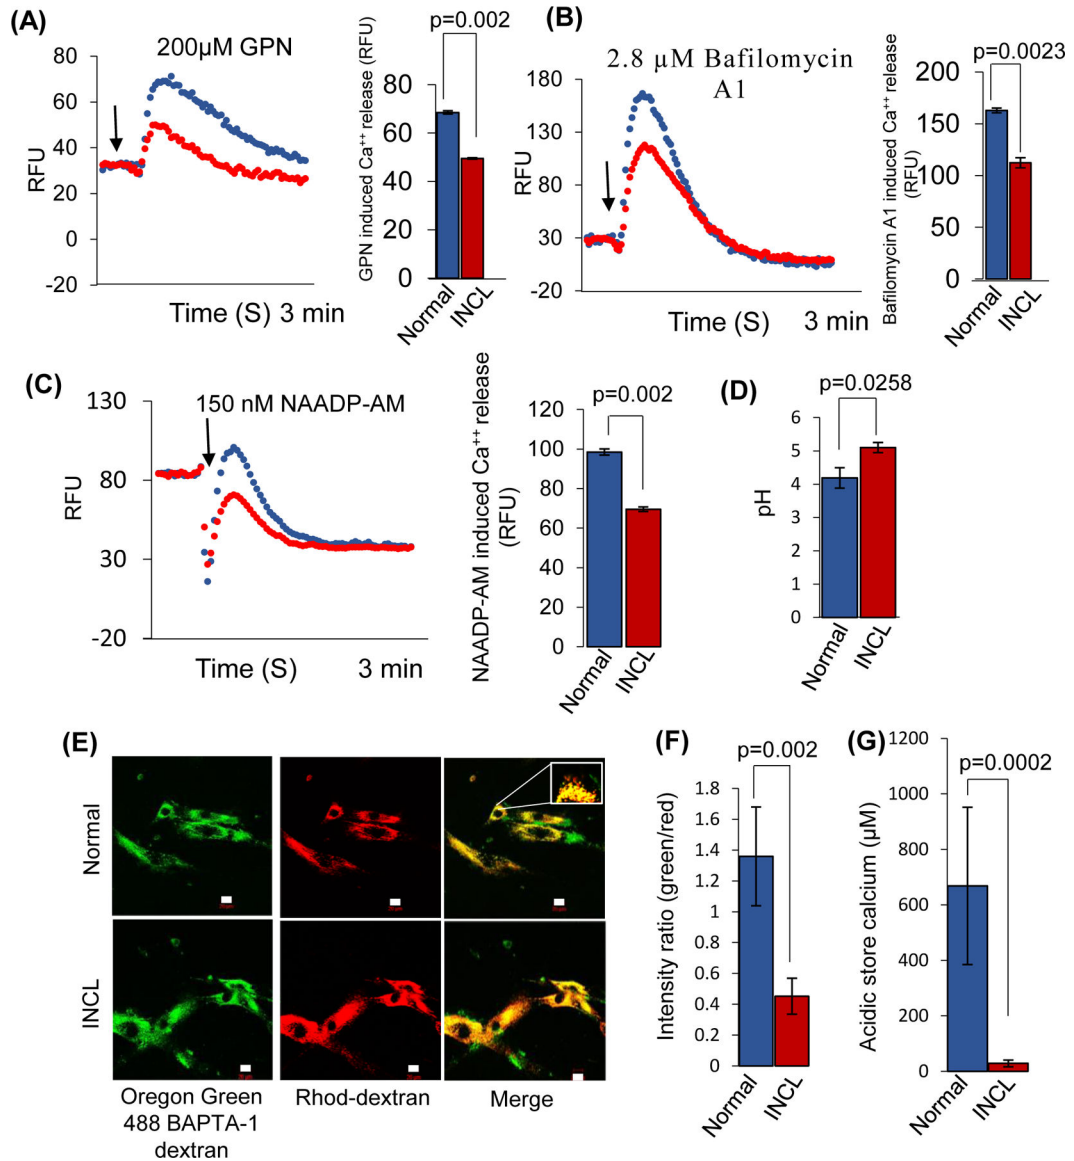 (A)
200µM GPN
80
60
40
20
0
-20
RFU
Time (S) 3 min
p=0.002
GPN induced Ca⁺⁺ release (RFU)
80
60
40
20
0
Normal
INCL
(B)
2.8 µM Bafilomycin
A1
180
130
80
30
-20
RFU
Time (S) 3 min
p=0.0023
Bafilomycin A1 induced Ca⁺⁺ release
(RFU)
200
150
100
50
0
Normal
INCL
(C)
150 nM NAADP-AM
130
80
30
-20
RFU
Time (S) 3 min
p=0.002
NAADP-AM induced Ca⁺⁺ release
(RFU)
120
100
80
60
40
20
0
Normal
INCL
(D)
p=0.0258
pH
6
5
4
3
2
1
0
Normal
INCL
(E)
Normal
INCL
Oregon Green
488 BAPTA-1
dextran
Rhod-dextran
Merge
(F)
p=0.002
Intensity ratio (green/red)
1.8
1.6
1.4
1.2
1
0.8
0.6
0.4
0.2
0
Normal
INCL
(G)
p=0.0002
Acidic store calcium (µM)
1200
1000
800
600
400
200
0
Normal
INCL